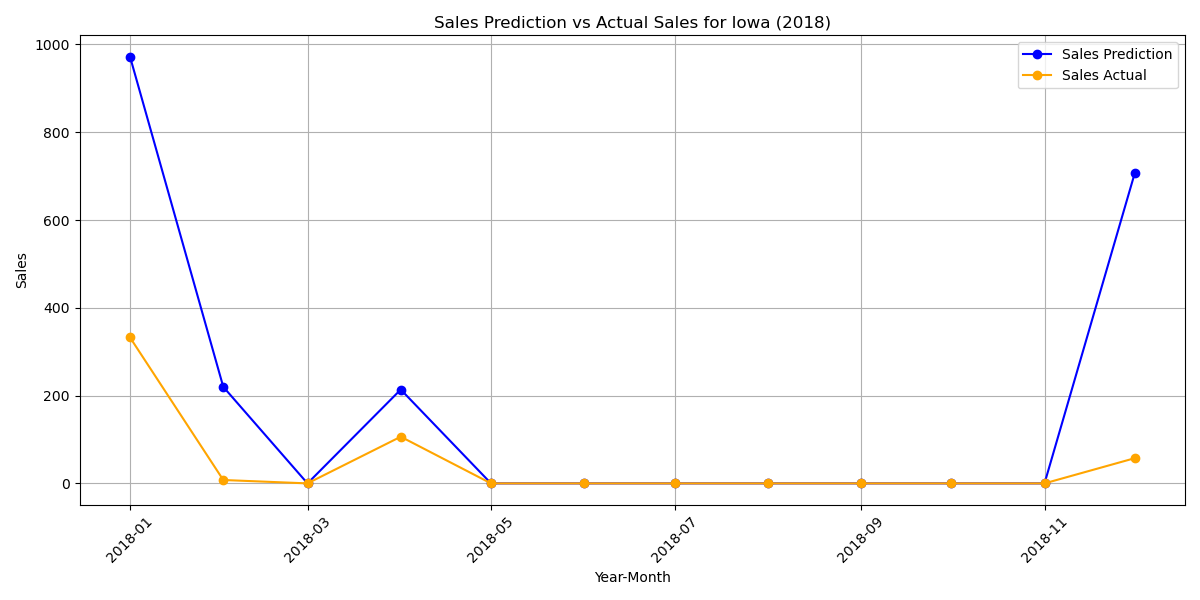 Sales Prediction vs Actual Sales for Iowa (2018)
Sales Prediction
Sales Actual
1000
800
600
400
200
0
Sales
2018-01
2018-03
2018-05
2018-07
2018-09
2018-11
Year-Month